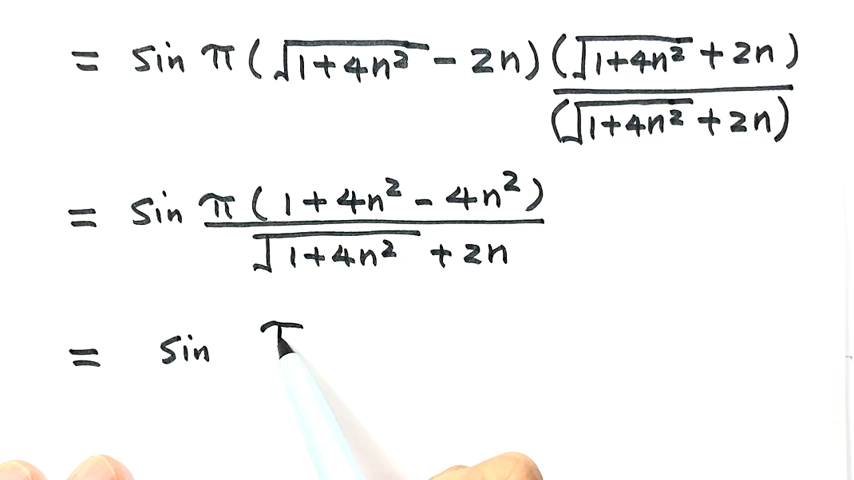 = sin π(√1+4n² - 2n) (√1+4n² + 2n) / (√1+4n² + 2n)
= sin π(1+4n² - 4n²) / √1+4n² + 2n
= sin π